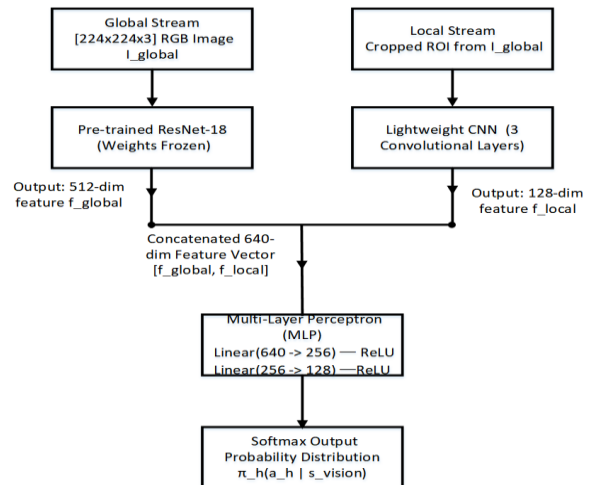 Global Stream
[224x224x3] RGB Image
I_global
Local Stream
Cropped ROI from I_global
Pre-trained ResNet-18
(Weights Frozen)
Lightweight CNN (3
Convolutional Layers)
Output: 512-dim
feature f_global
Output: 128-dim
feature f_local
Concatenated 640-
dim Feature Vector
[f_global, f_local]
Multi-Layer Perceptron
(MLP)
Linear(640 -> 256) — ReLU
Linear(256 -> 128) —ReLU
Softmax Output
Probability Distribution
π_h(a_h | s_vision)